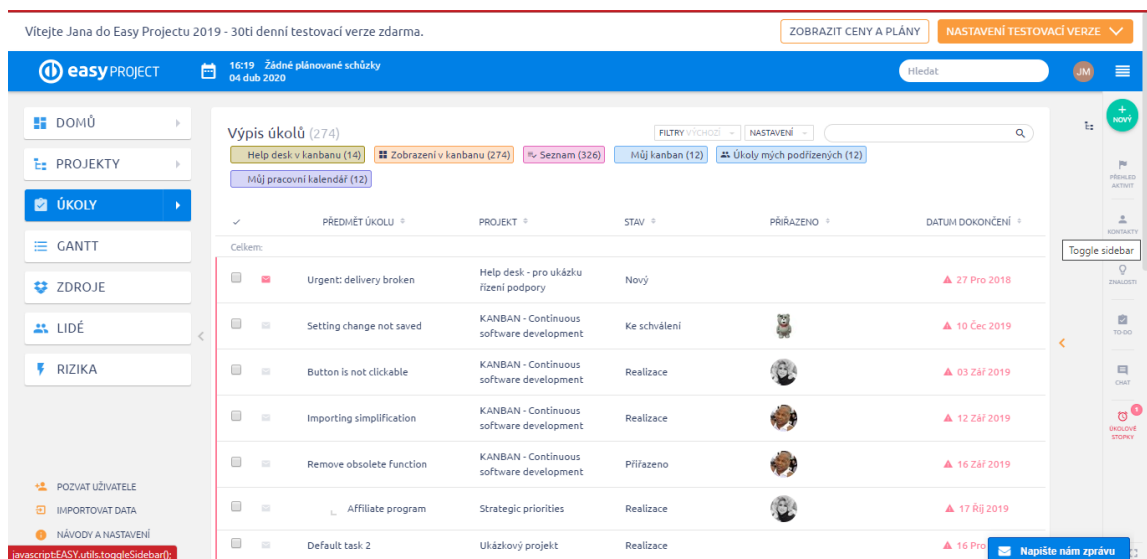 Vítejte Jana do Easy Projectu 2019 - 30ti denní testovací verze zdarma.
ZOBRAZIT CENY A PLÁNY
NASTAVENÍ TESTOVACÍ VERZE
easy PROJECT
16:19 Žádné plánované schůzky
04 dub 2020
Hledat
JM
DOMŮ
PROJEKTY
ÚKOLY
GANTT
ZDROJE
LIDÉ
RIZIKA
POZVAT UŽIVATELE
IMPORTOVAT DATA
NÁVODY A NASTAVENÍ
javascript:EASY.utils.toggleSidebar();
Výpis úkolů (274)
FILTRY VÝCHOZÍ
NASTAVENÍ
Help desk v kanbanu (14)
Zobrazení v kanbanu (274)
Seznam (326)
Můj kanban (12)
Úkoly mých podřízených (12)
Můj pracovní kalendář (12)
PŘEDMĚT ÚKOLU PROJEKT STAV PŘIŘAZENO DATUM DOKONČENÍ
Celkem:
Urgent: delivery broken
Help desk - pro ukázku
řízení podpory
Nový
27 Pro 2018
Setting change not saved
KANBAN - Continuous
software development
Ke schválení
10 Čec 2019
Button is not clickable
KANBAN - Continuous
software development
Realizace
03 Zář 2019
Importing simplification
KANBAN - Continuous
software development
Realizace
12 Zář 2019
Remove obsolete function
KANBAN - Continuous
software development
Přiřazeno
16 Zář 2019
Affiliate program
Strategic priorities
Realizace
17 Říj 2019
Default task 2
Ukázkový projekt
Realizace
16 Pro
NOVÝ
PŘEHLED
AKTIVIT
KONTAKTY
Toggle sidebar
ZNALOSTI
TO-DO
CHAT
1
ÚKOLOVÉ
STOPKY
Napište nám zprávu